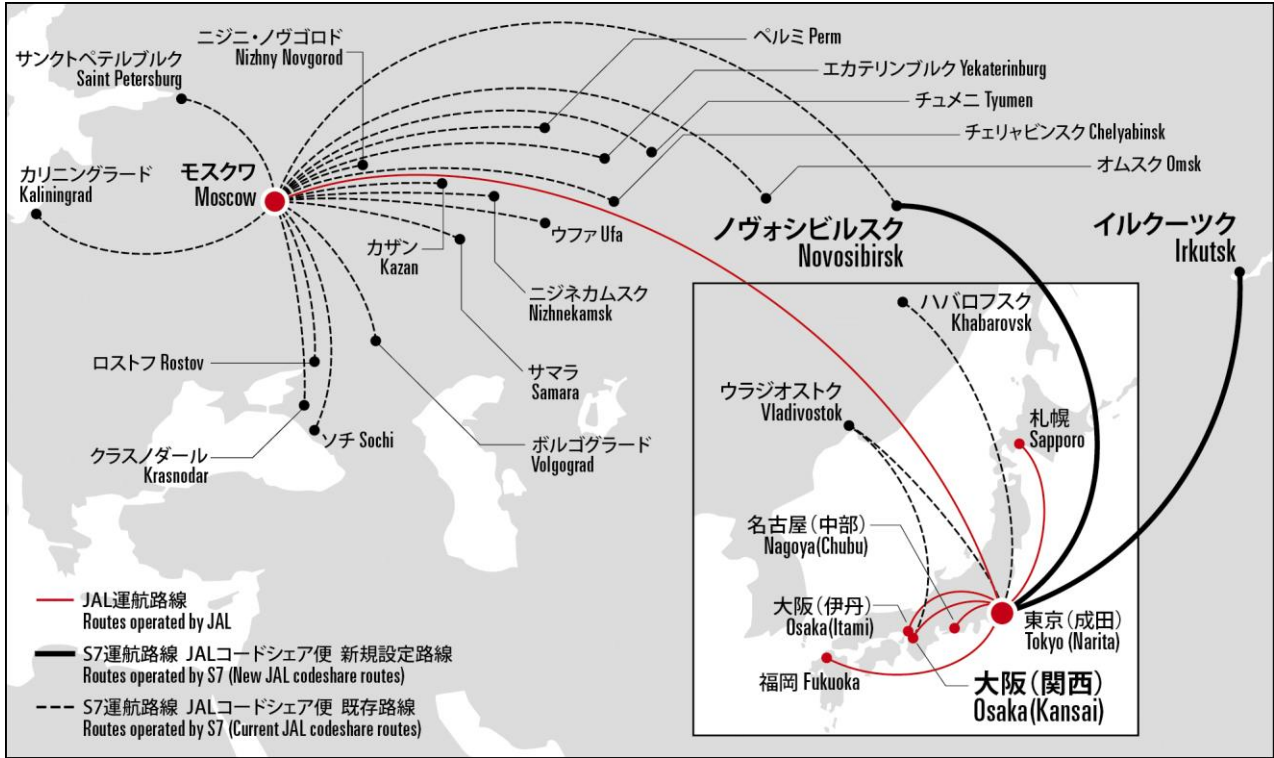 サンクトペテルブルク
Saint Petersburg
ニジニ・ノヴゴロド
Nizhny Novgorod
ペルミ Perm
エカテリンブルク Yekaterinburg
チュメニ Tyumen
チェリャビンスク Chelyabinsk
オムスク Omsk
カリニングラード
Kaliningrad
モスクワ
Moscow
ノヴォシビルスク
Novosibirsk
イルクーツク
Irkutsk
ウファ Ufa
カザン
Kazan
ニジネカムスク
Nizhnekamsk
サマラ
Samara
ロストフ Rostov
クラスノダール
Krasnodar
ソチ Sochi
ボルゴグラード
Volgograd
ハバロフスク
Khabarovsk
ウラジオストク
Vladivostok
札幌
Sapporo
名古屋(中部)
Nagoya(Chubu)
大阪(伊丹)
Osaka(Itami)
東京(成田)
Tokyo (Narita)
福岡 Fukuoka
大阪(関西)
Osaka(Kansai)
JAL運航路線
Routes operated by JAL
S7運航路線 JALコードシェア便 新規設定路線
Routes operated by S7 (New JAL codeshare routes)
S7運航路線 JALコードシェア便 既存路線
Routes operated by S7 (Current JAL codeshare routes)